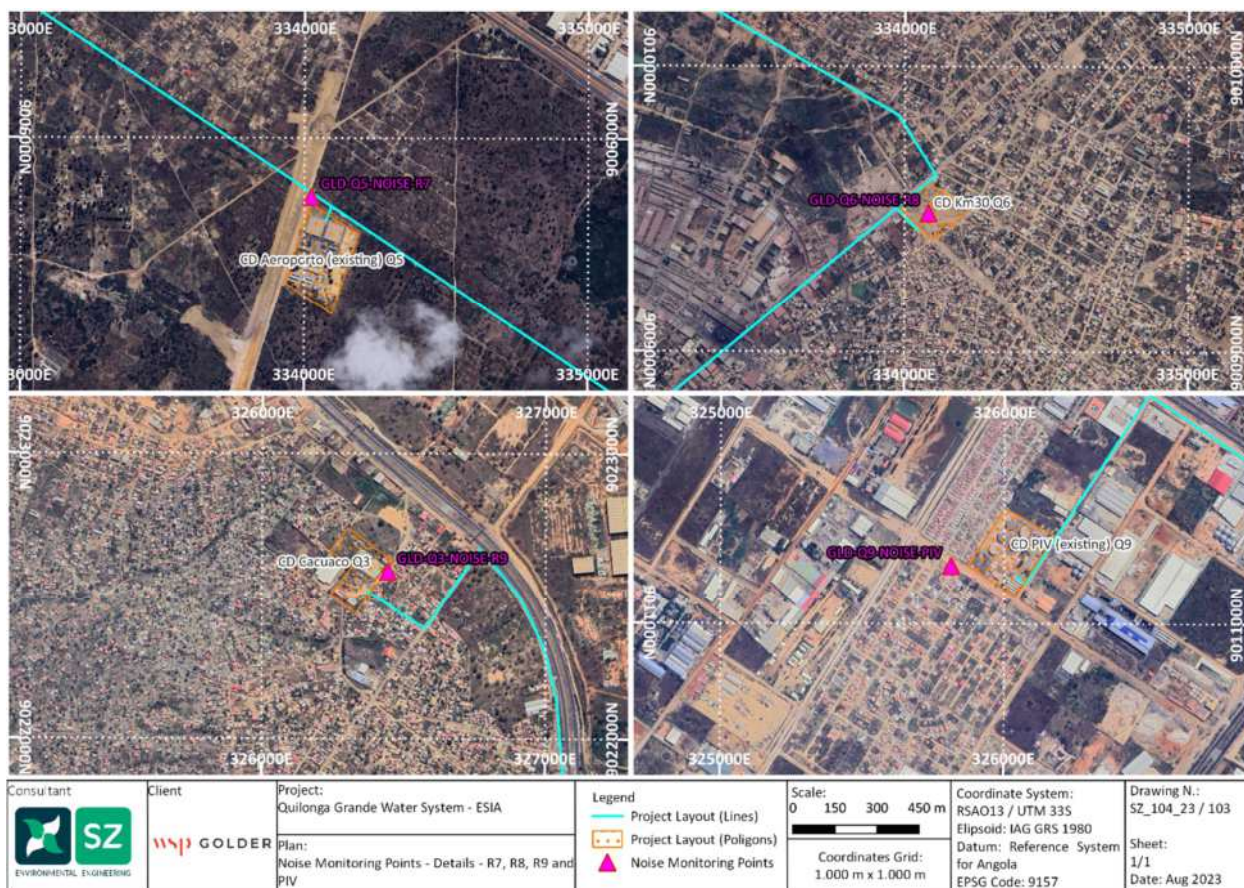 3000E
334000E
335000E
9006000N
9006000N
GLD-Q5-NOISE-R7
CD Aeroporto (existing) Q5
3000E
334000E
335000E
334000E
335000E
9010000N
9010000N
GLD-Q6-NOISE-R8
CD Km30 Q6
9009000N
9009000N
334000E
335000E
326000E
327000E
9023000N
9023000N
CD Cacuaco Q3
GLD-Q3-NOISE-R9
9022000N
9022000N
326000E
327000E
325000E
326000E
GLD-Q9-NOISE-PIV
CD PIV (existing) Q9
9011000N
9011000N
325000E
326000E
Consultant
SZ
ENVIRONMENTAL ENGINEERING
Client
wsp GOLDER
Project:
Quilonga Grande Water System - ESIA
Plan:
Noise Monitoring Points - Details - R7, R8, R9 and
PIV
Legend
Project Layout (Lines)
Project Layout (Poligons)
Noise Monitoring Points
Scale:
0 150 300 450 m
Coordinates Grid:
1.000 m x 1.000 m
Coordinate System:
RSAO13 / UTM 33S
Elipsoid: IAG GRS 1980
Datum: Reference System
for Angola
EPSG Code: 9157
Drawing N.:
SZ_104_23 / 103
Sheet:
1/1
Date: Aug 2023